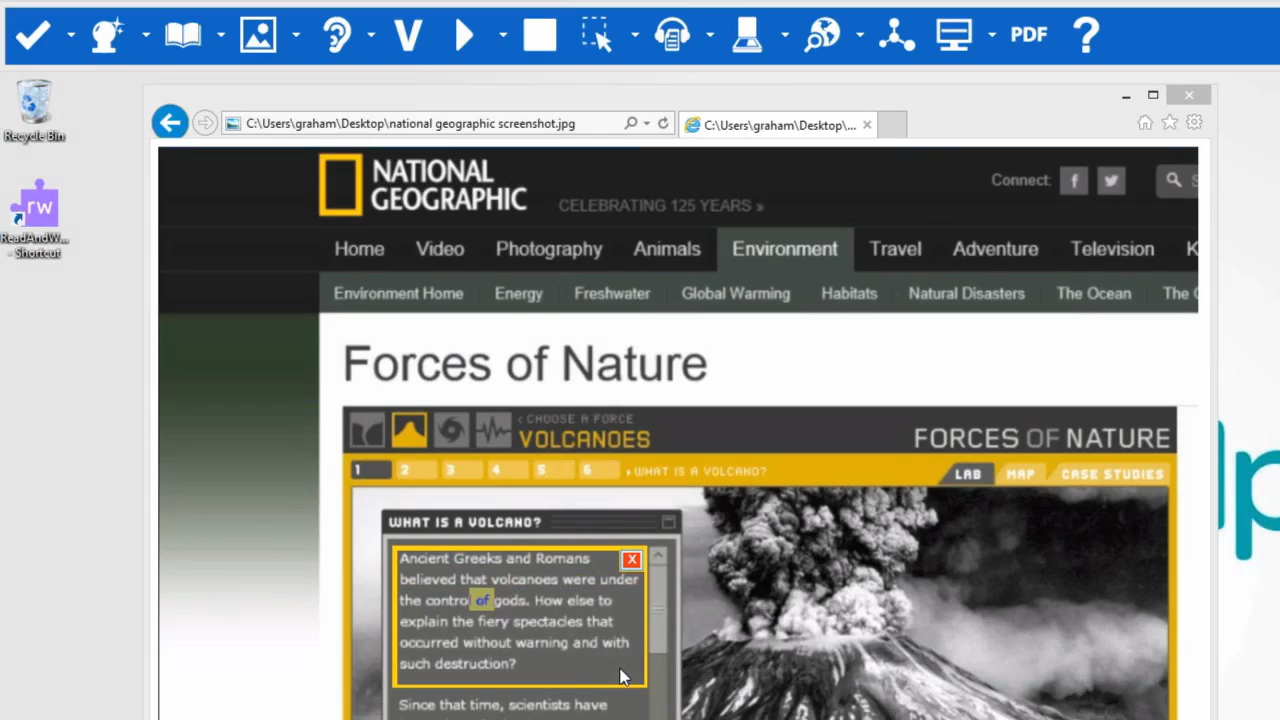 V
PDF
?
Recycle Bin
rw
ReadAndW...
- Shortcut
C:\Users\graham\Desktop\national geographic screenshot.jpg
C:\Users\graham\Desktop\...
NATIONAL
GEOGRAPHIC
CELEBRATING 125 YEARS »
Connect:
f
S
Home Video Photography Animals Environment Travel Adventure Television K
Environment Home Energy Freshwater Global Warming Habitats Natural Disasters The Ocean The
Forces of Nature
‹ CHOOSE A FORCE
VOLCANOES
FORCES OF NATURE
1 2 3 4 5 6 WHAT IS A VOLCANO?
LAB MAP CASE STUDIES
WHAT IS A VOLCANO?
Ancient Greeks and Romans
X
believed that volcanoes were under
the control of gods. How else to
explain the fiery spectacles that
occurred without warning and with
such destruction?
Since that time, scientists have
lp